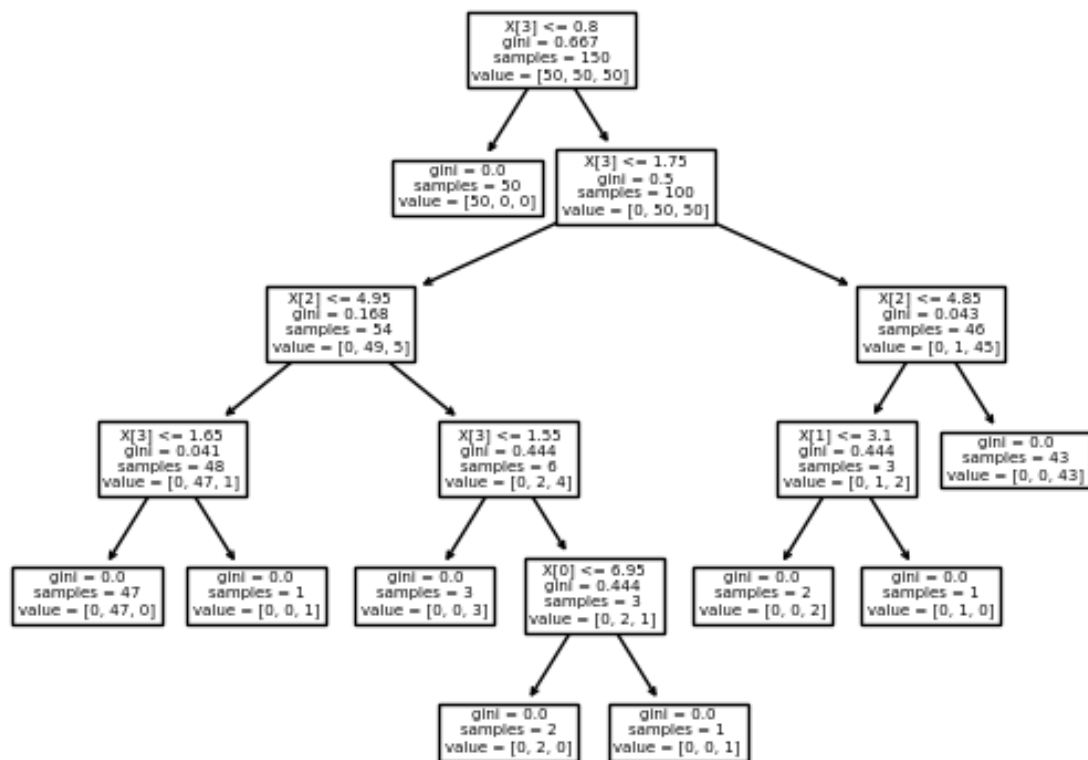 X[3] <= 0.8
gini = 0.667
samples = 150
value = [50, 50, 50]
gini = 0.0
samples = 50
value = [50, 0, 0]
X[3] <= 1.75
gini = 0.5
samples = 100
value = [0, 50, 50]
X[2] <= 4.95
gini = 0.168
samples = 54
value = [0, 49, 5]
X[2] <= 4.85
gini = 0.043
samples = 46
value = [0, 1, 45]
X[3] <= 1.65
gini = 0.041
samples = 48
value = [0, 47, 1]
X[3] <= 1.55
gini = 0.444
samples = 6
value = [0, 2, 4]
X[1] <= 3.1
gini = 0.444
samples = 3
value = [0, 1, 2]
gini = 0.0
samples = 43
value = [0, 0, 43]
gini = 0.0
samples = 47
value = [0, 47, 0]
gini = 0.0
samples = 1
value = [0, 0, 1]
gini = 0.0
samples = 3
value = [0, 0, 3]
X[0] <= 6.95
gini = 0.444
samples = 3
value = [0, 2, 1]
gini = 0.0
samples = 2
value = [0, 0, 2]
gini = 0.0
samples = 1
value = [0, 1, 0]
gini = 0.0
samples = 2
value = [0, 2, 0]
gini = 0.0
samples = 1
value = [0, 0, 1]